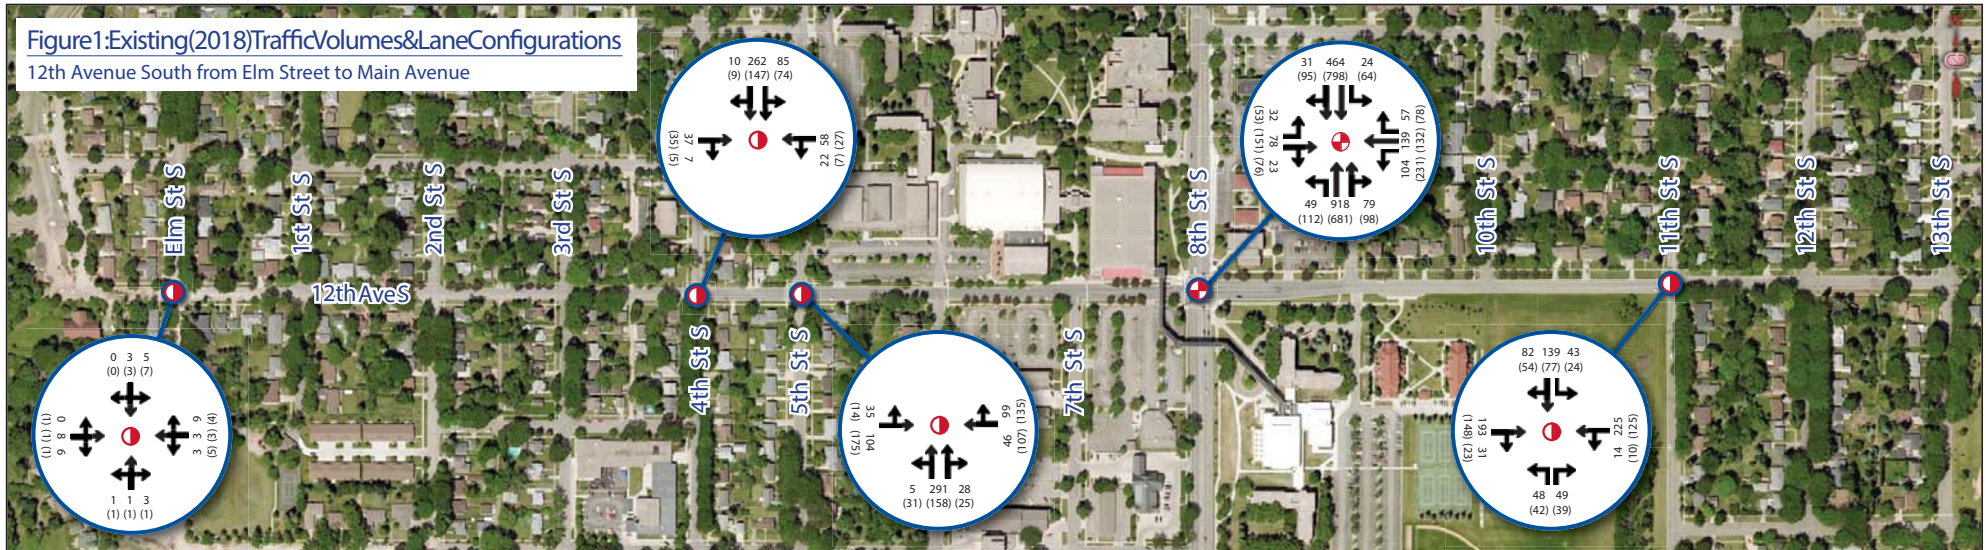 Figure1:Existing(2018)TrafficVolumes&LaneConfigurations
12th Avenue South from Elm Street to Main Avenue
10 262 85
(9) (147) (74)
37 7
(35) (5)
58 22
(27) (7)
31 464 24
(95) (798) (64)
32 78 23
(53) (151) (76)
57 139 104
(78) (132) (231)
49 918 79
(112) (681) (98)
Elm St S
1st St S
2nd St S
3rd St S
8th St S
10th St S
11th St S
12th St S
13th St S
12thAveS
4th St S
5th St S
7th St S
0 3 5
(0) (3) (7)
0 8 9
(1) (1) (1)
9 3 3
(4) (3) (5)
1 1 3
(1) (1) (1)
35 104
(14) (175)
99 46
(135) (107)
5 291 28
(31) (158) (25)
82 139 43
(54) (77) (24)
193 31
(148) (23)
225 14
(125) (10)
48 49
(42) (39)